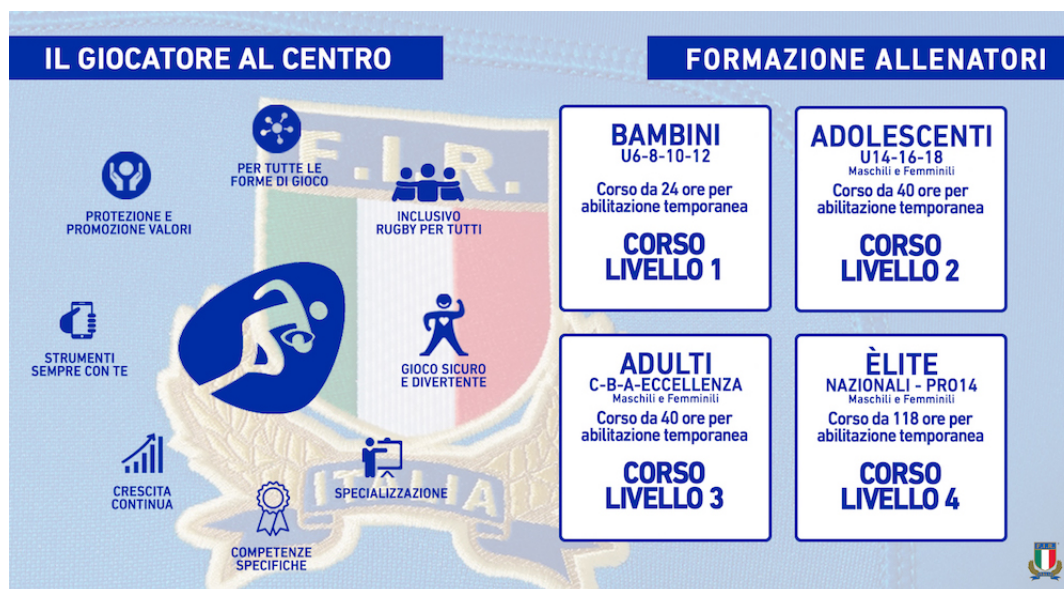 IL GIOCATORE AL CENTRO
PER TUTTE LE
FORME DI GIOCO
PROTEZIONE E
PROMOZIONE VALORI
INCLUSIVO
RUGBY PER TUTTI
STRUMENTI
SEMPRE CON TE
GIOCO SICURO
E DIVERTENTE
CRESCITA
CONTINUA
SPECIALIZZAZIONE
COMPETENZE
SPECIFICHE
F.I.R.
ITALIA
FORMAZIONE ALLENATORI
BAMBINI
U6-8-10-12
Corso da 24 ore per
abilitazione temporanea
CORSO
LIVELLO 1
ADOLESCENTI
U14-16-18
Maschili e Femminili
Corso da 40 ore per
abilitazione temporanea
CORSO
LIVELLO 2
ADULTI
C-B-A-ECCELLENZA
Maschili e Femminili
Corso da 40 ore per
abilitazione temporanea
CORSO
LIVELLO 3
ÈLITE
NAZIONALI - PRO14
Maschili e Femminili
Corso da 118 ore per
abilitazione temporanea
CORSO
LIVELLO 4
F.I.R.